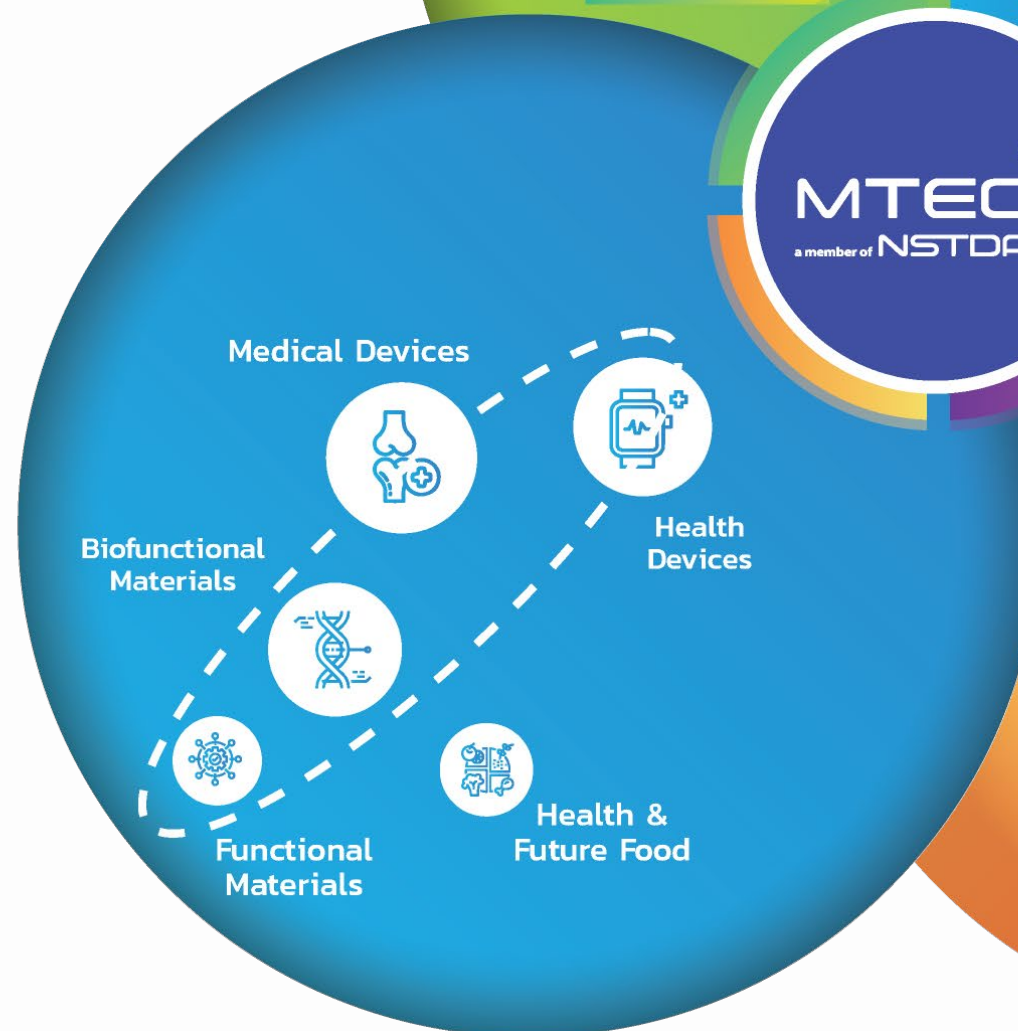 MTEC
a member of NSTDA
Medical Devices
Health
Devices
Biofunctional
Materials
Health &
Future Food
Functional
Materials